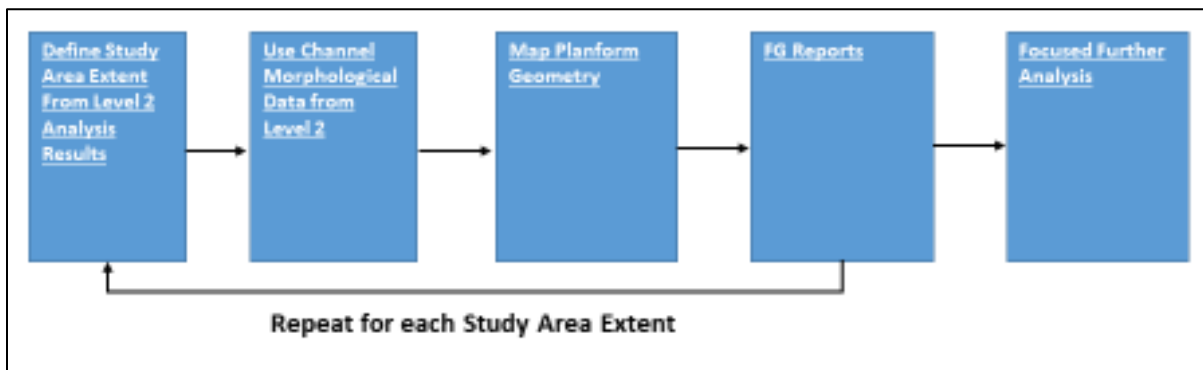 Define Study
Area Extent
From Level 2
Analysis
Results
Use Channel
Morphological
Data from
Level 2
Map Planform
Geometry
FG Reports
Focused Further
Analysis
Repeat for each Study Area Extent